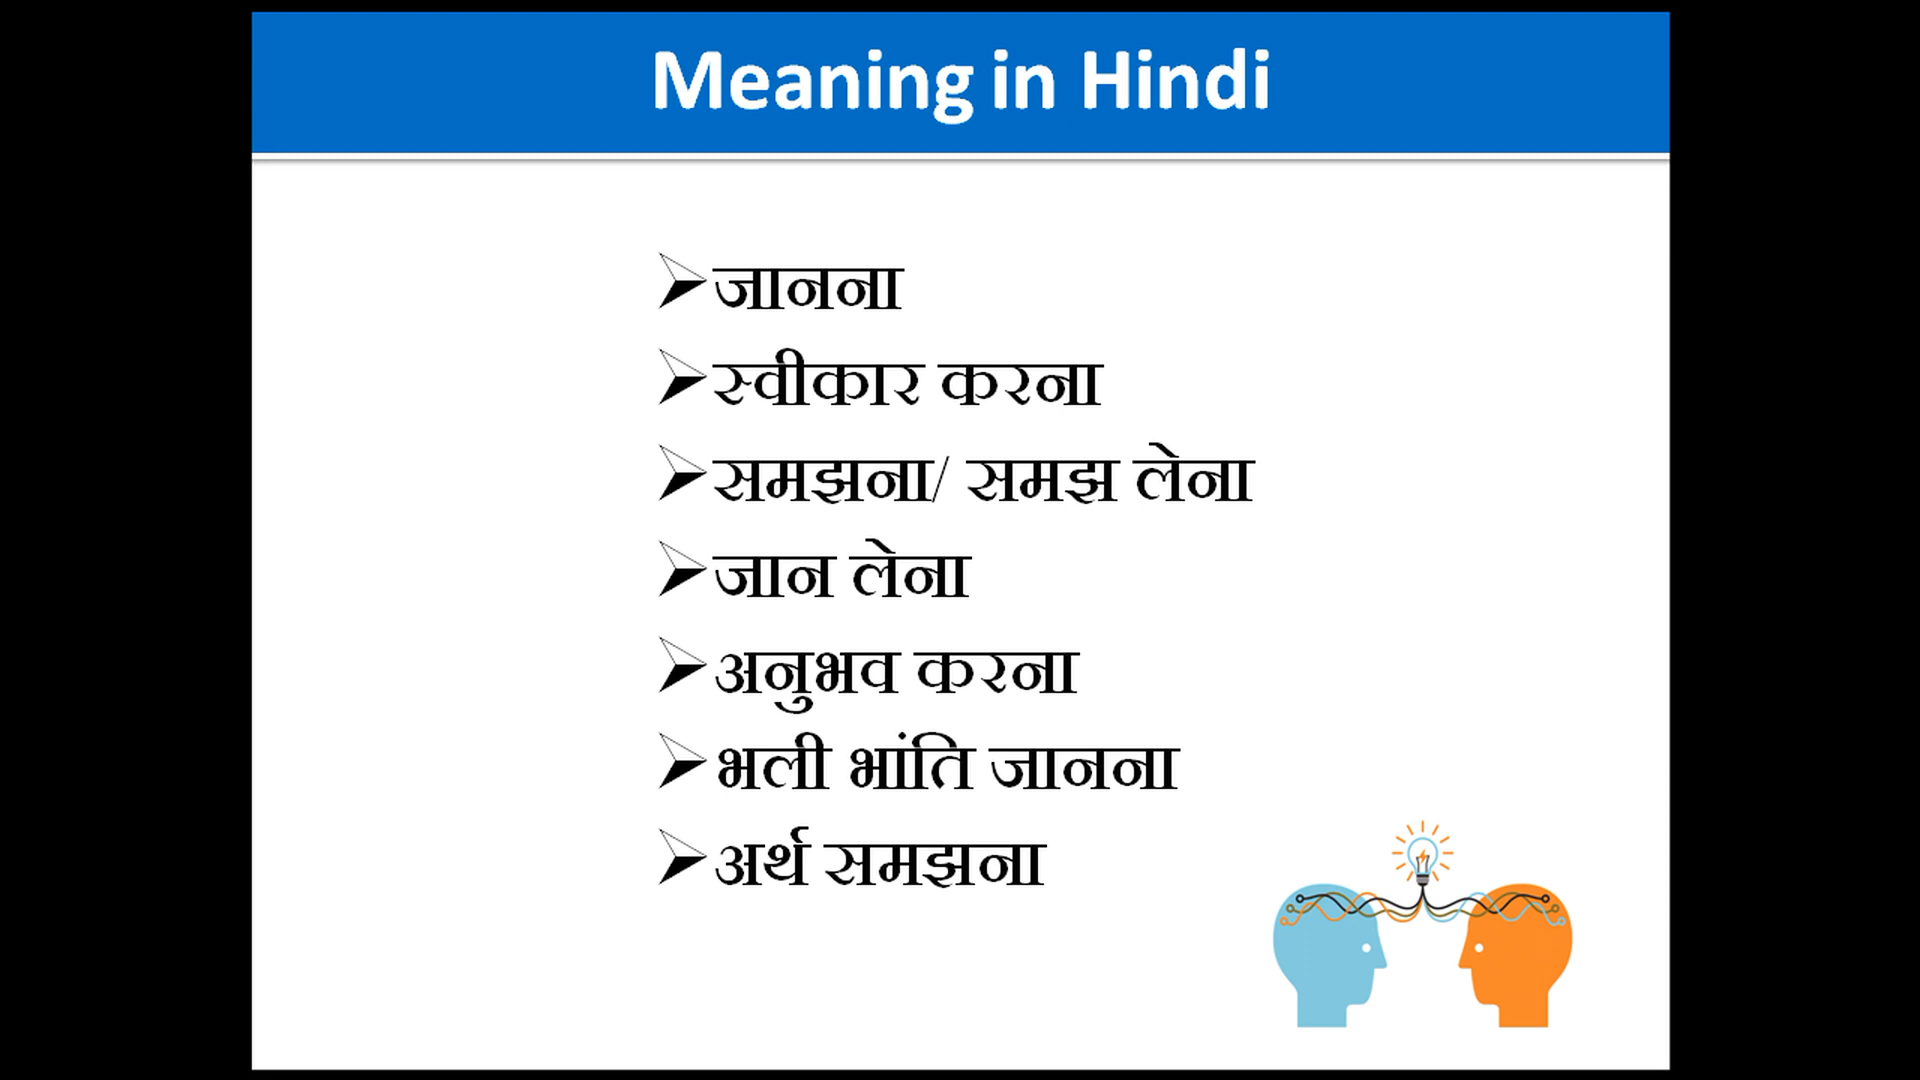 Meaning in Hindi
जानना
स्वीकार करना
समझना/ समझ लेना
जान लेना
अनुभव करना
भली भांति जानना
अर्थ समझना